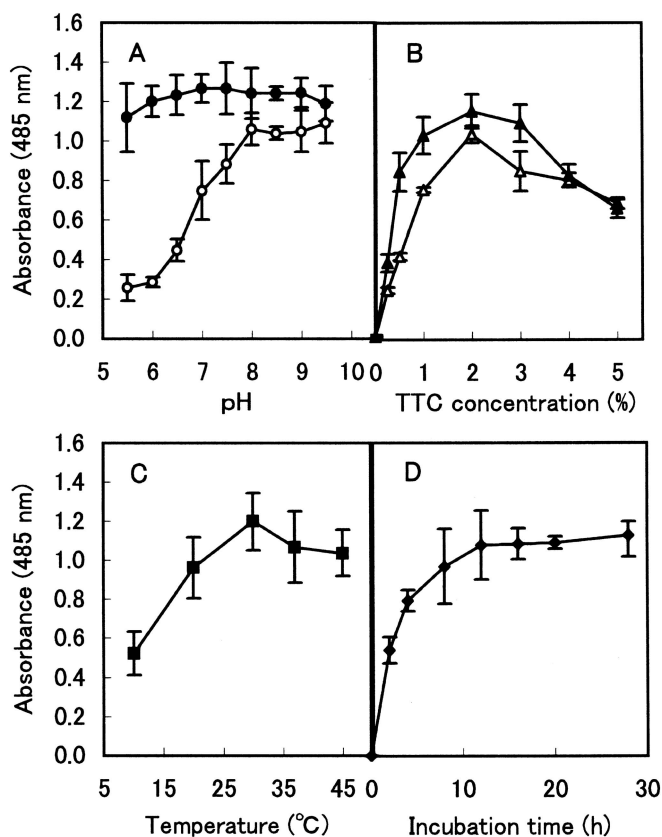 A
B
Absorbance (485 nm)
1.6
1.4
1.2
1.0
0.8
0.6
0.4
0.2
0.0
5 6 7 8 9 10
0 1 2 3 4 5
pH
TTC concentration (%)
C
D
Absorbance (485 nm)
1.6
1.4
1.2
1.0
0.8
0.6
0.4
0.2
0.0
5 15 25 35 45
0 10 20 30
Temperature (℃)
Incubation time (h)